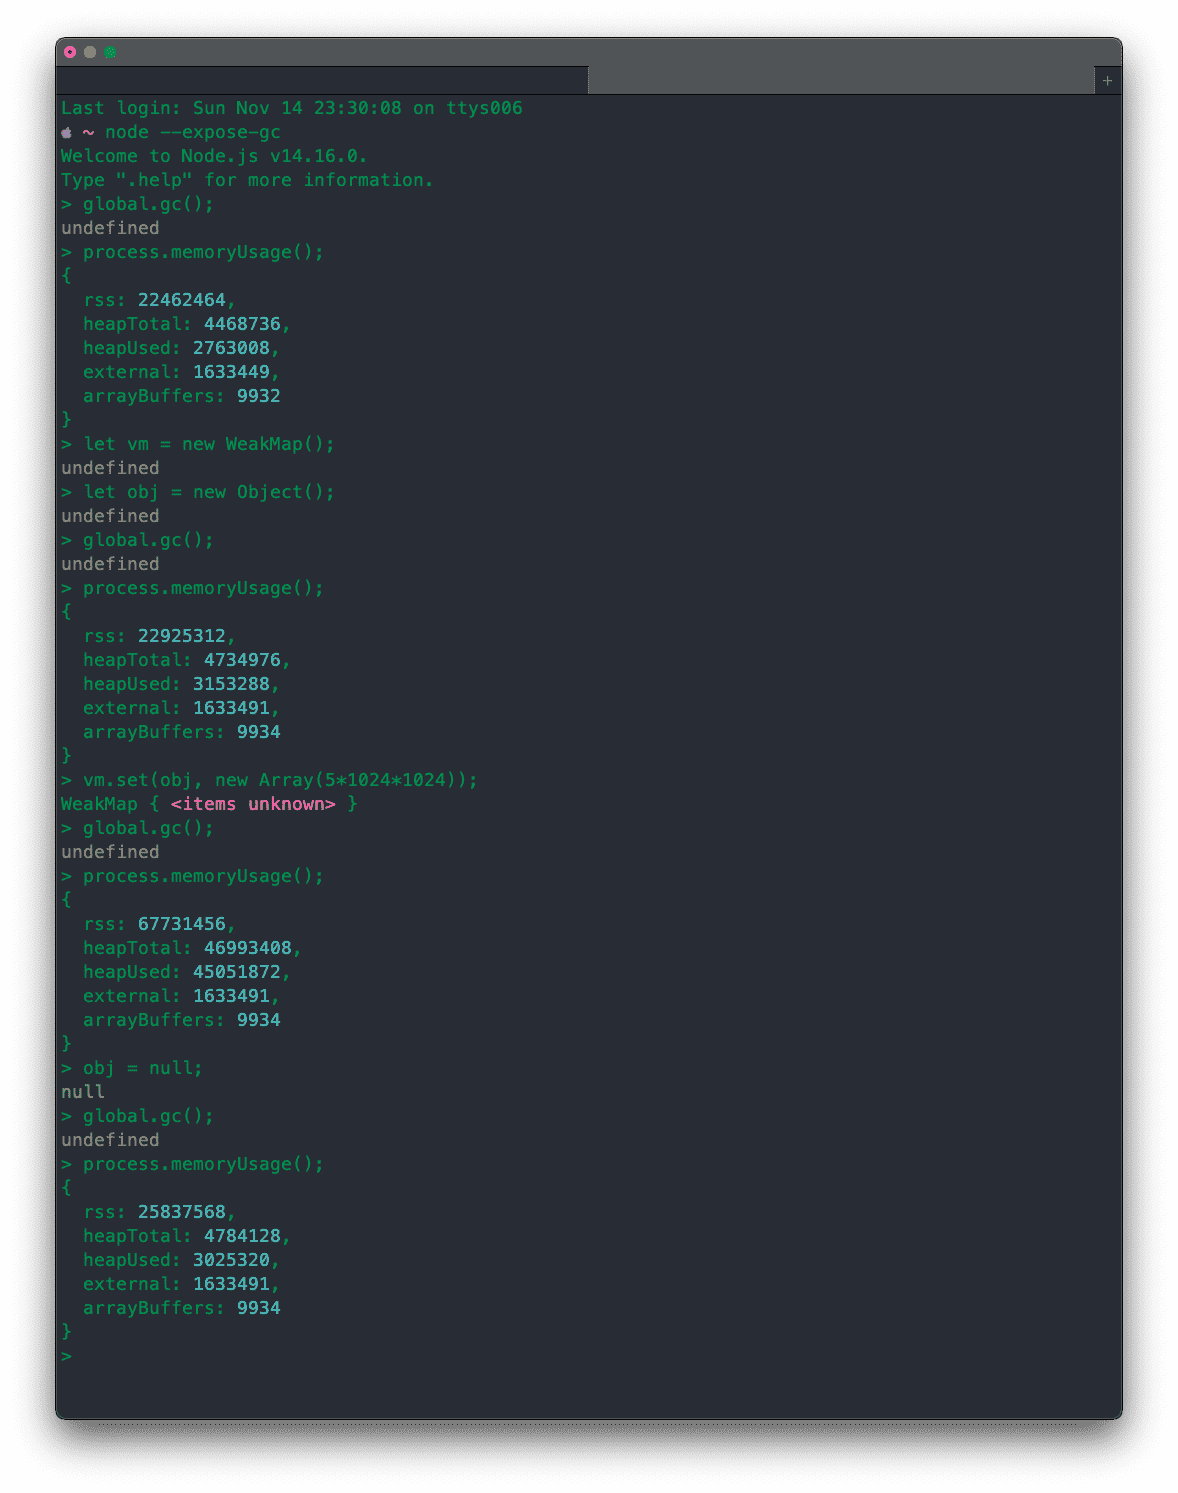 +
Last login: Sun Nov 14 23:30:08 on ttys006
~ node --expose-gc
Welcome to Node.js v14.16.0.
Type ".help" for more information.
> global.gc();
undefined
> process.memoryUsage();
{
  rss: 22462464,
  heapTotal: 4468736,
  heapUsed: 2763008,
  external: 1633449,
  arrayBuffers: 9932
}
> let vm = new WeakMap();
undefined
> let obj = new Object();
undefined
> global.gc();
undefined
> process.memoryUsage();
{
  rss: 22925312,
  heapTotal: 4734976,
  heapUsed: 3153288,
  external: 1633491,
  arrayBuffers: 9934
}
> vm.set(obj, new Array(5*1024*1024));
WeakMap { <items unknown> }
> global.gc();
undefined
> process.memoryUsage();
{
  rss: 67731456,
  heapTotal: 46993408,
  heapUsed: 45051872,
  external: 1633491,
  arrayBuffers: 9934
}
> obj = null;
null
> global.gc();
undefined
> process.memoryUsage();
{
  rss: 25837568,
  heapTotal: 4784128,
  heapUsed: 3025320,
  external: 1633491,
  arrayBuffers: 9934
}
>